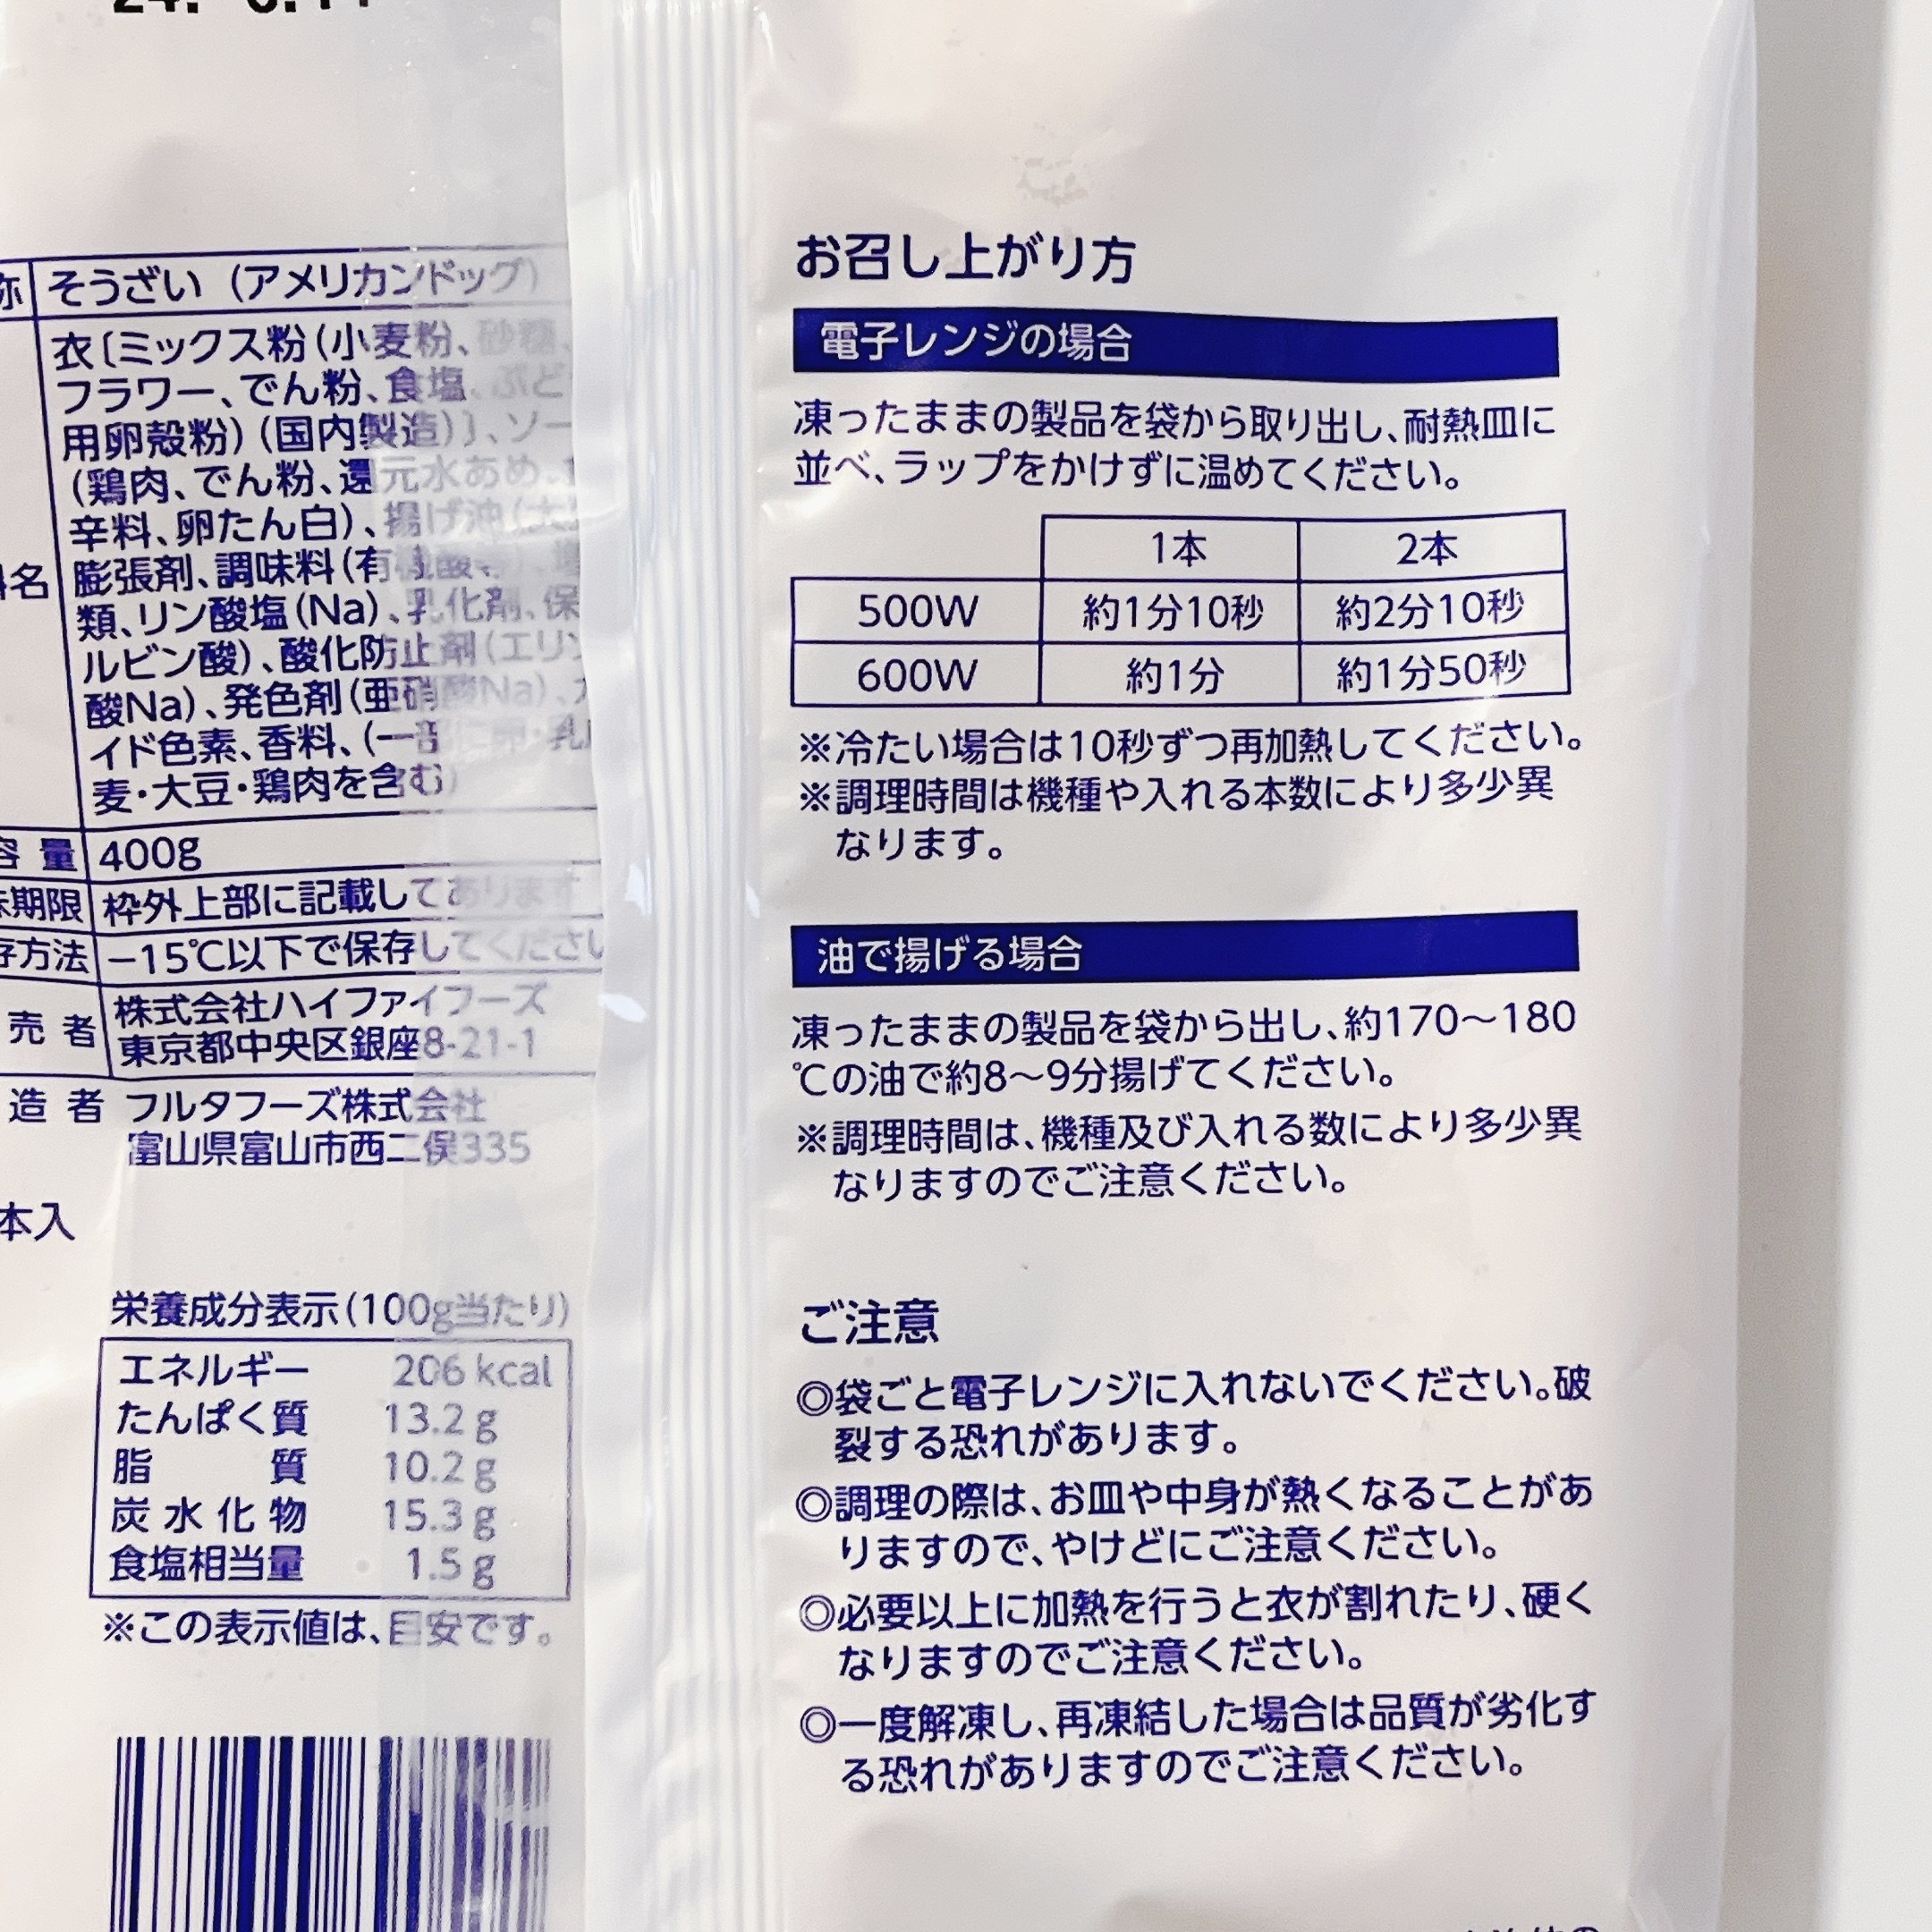 そうざい（アメリカンドッグ）
衣〔ミックス粉（小麦粉、砂糖、
フラワー、でん粉、食塩、ぶど
用卵殻粉）（国内製造）〕、ソー
（鶏肉、でん粉、還元水あめ、
辛料、卵たん白）、揚げ油（大
名
膨張剤、調味料（有機酸等）、
類、リン酸塩（Na）、乳化剤、保
ルビン酸）、酸化防止剤（エリソ
酸Na）、発色剤（亜硝酸Na）、カ
イド色素、香料、（一部に卵・乳
麦・大豆・鶏肉を含む）
容量 400g
期限 枠外上部に記載してあります
存方法 −15℃以下で保存してください
売者 株式会社ハイファイフーズ
東京都中央区銀座8-21-1
造者 フルタフーズ株式会社
富山県富山市西二俣335
本入
栄養成分表示（100g当たり）
エネルギー 206 kcal
たんぱく質 13.2 g
脂質 10.2 g
炭水化物 15.3 g
食塩相当量 1.5 g
※この表示値は、目安です。
お召し上がり方
電子レンジの場合
凍ったままの製品を袋から取り出し、耐熱皿に
並べ、ラップをかけずに温めてください。
1本 2本
500W 約1分10秒 約2分10秒
600W 約1分 約1分50秒
※冷たい場合は10秒ずつ再加熱してください。
※調理時間は機種や入れる本数により多少異
なります。
油で揚げる場合
凍ったままの製品を袋から出し、約170〜180
℃の油で約8〜9分揚げてください。
※調理時間は、機種及び入れる数により多少異
なりますのでご注意ください。
ご注意
◎袋ごと電子レンジに入れないでください。破
裂する恐れがあります。
◎調理の際は、お皿や中身が熱くなることがあ
りますので、やけどにご注意ください。
◎必要以上に加熱を行うと衣が割れたり、硬く
なりますのでご注意ください。
◎一度解凍し、再凍結した場合は品質が劣化す
る恐れがありますのでご注意ください。